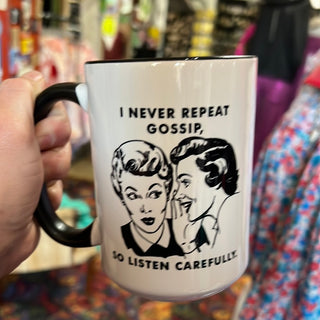 I NEVER REPEAT
GOSSIP,
SO LISTEN CAREFULLY.